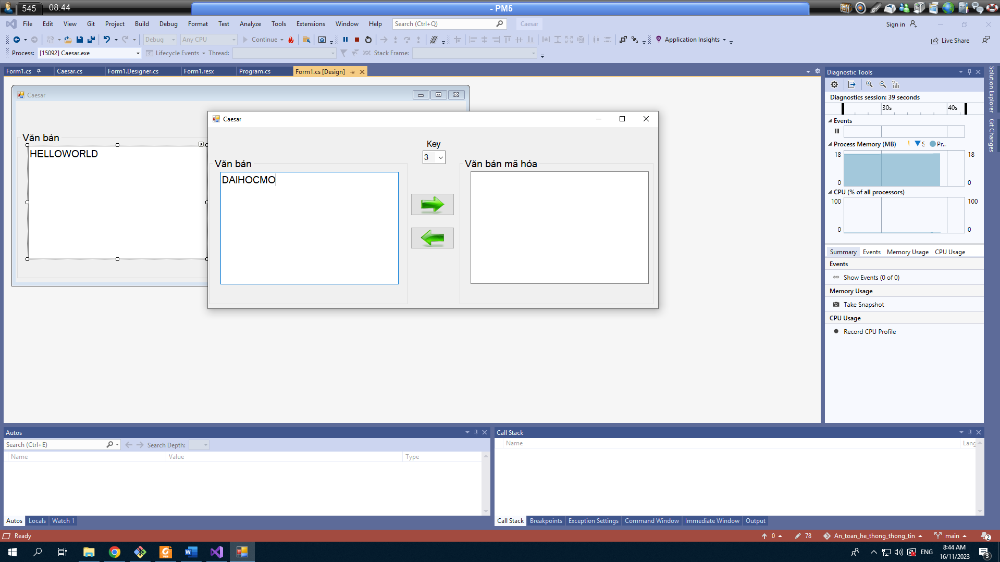 545 08:44 - PM5
File Edit View Git Project Build Debug Format Test Analyze Tools Extensions Window Help Search (Ctrl+Q) Caesar Sign in
Debug Any CPU Continue Application Insights Live Share
Process: [15092] Caesar.exe Lifecycle Events Thread: Stack Frame:
Form1.cs Caesar.cs Form1.Designer.cs Form1.resx Program.cs Form1.cs [Design]
Caesar
Văn bản
HELLOWORLD
Caesar
Key
3
Văn bản
DAIHOCMO
Văn bản mã hóa
Diagnostic Tools
Diagnostics session: 39 seconds
30s 40s
Events
Process Memory (MB) S Pr...
18 18
0 0
CPU (% of all processors)
100 100
0 0
Summary Events Memory Usage CPU Usage
Events
Show Events (0 of 0)
Memory Usage
Take Snapshot
CPU Usage
Record CPU Profile
Solution Explorer
Git Changes
Autos
Search (Ctrl+E) Search Depth:
Name Value Type
Autos Locals Watch 1
Call Stack
Name Lang
Call Stack Breakpoints Exception Settings Command Window Immediate Window Output
Ready 0 78 An_toan_he_thong_thong_tin main 2
ENG 8:44 AM
16/11/2023 3